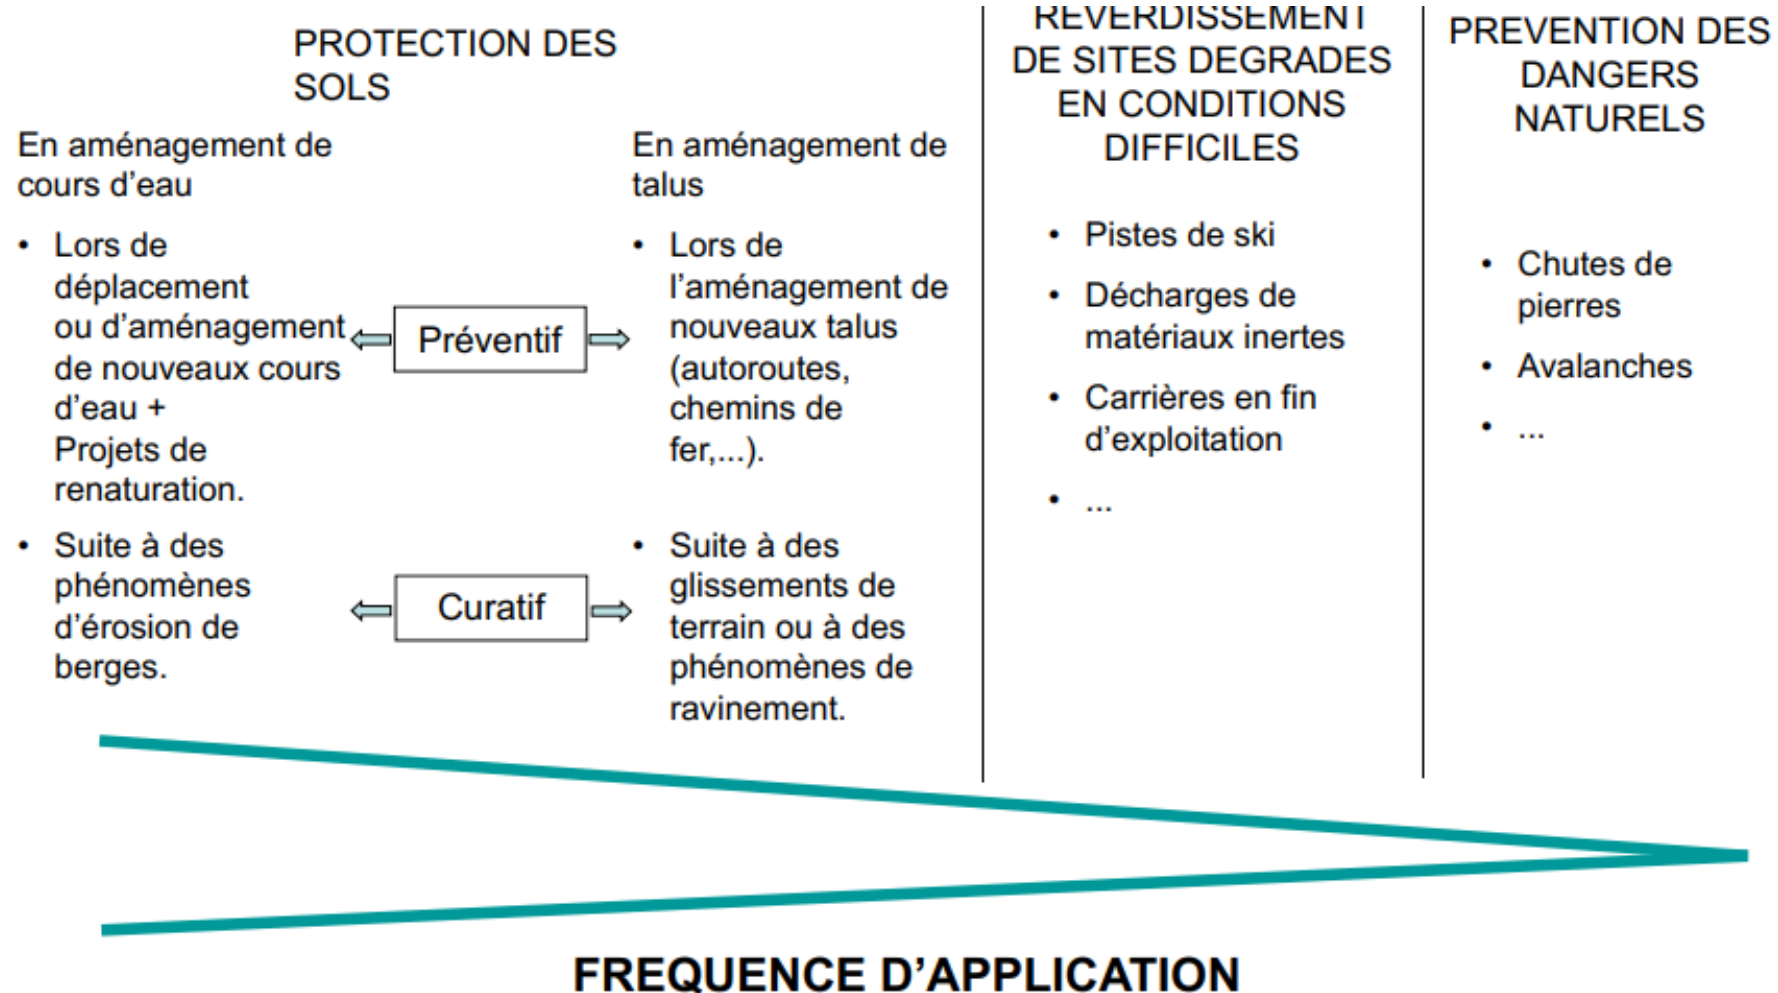 PROTECTION DES
SOLS
En aménagement de
cours d'eau
• Lors de
déplacement
ou d'aménagement
de nouveaux cours
d'eau +
Projets de
renaturation.
• Suite à des
phénomènes
d'érosion de
berges.
Préventif
Curatif
En aménagement de
talus
• Lors de
l'aménagement de
nouveaux talus
(autoroutes,
chemins de
fer,...).
• Suite à des
glissements de
terrain ou à des
phénomènes de
ravinement.
REVERDISSEMENT
DE SITES DEGRADES
EN CONDITIONS
DIFFICILES
• Pistes de ski
• Décharges de
matériaux inertes
• Carrières en fin
d'exploitation
• ...
PREVENTION DES
DANGERS
NATURELS
• Chutes de
pierres
• Avalanches
• ...
FREQUENCE D'APPLICATION